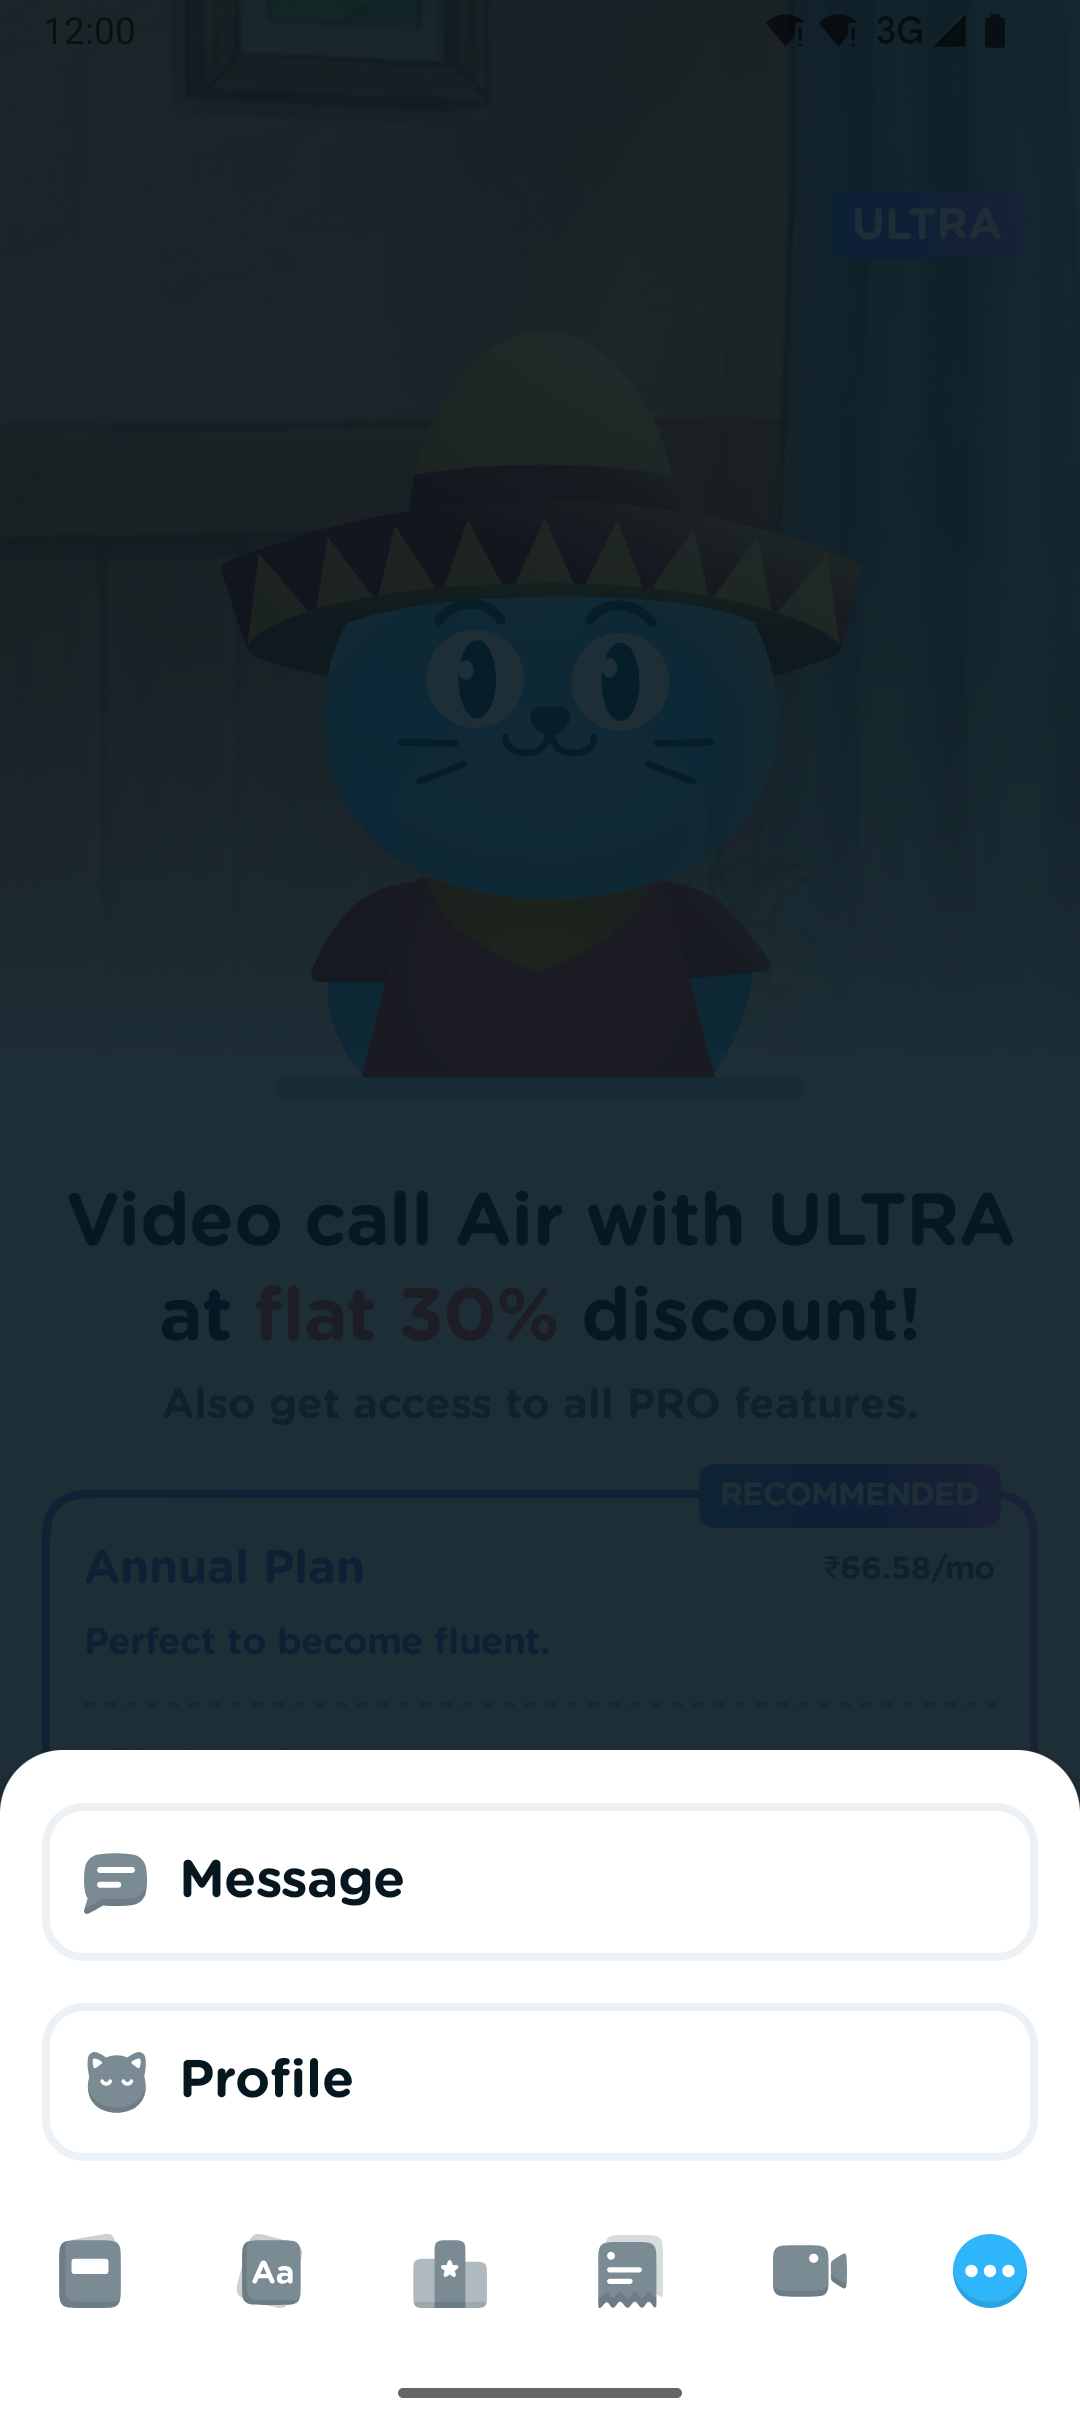 12:00
3G
ULTRA
Video call Air with ULTRA
at flat 30% discount!
Also get access to all PRO features.
RECOMMENDED
Annual Plan
₹66.58/mo
Perfect to become fluent.
Message
Profile
Aa